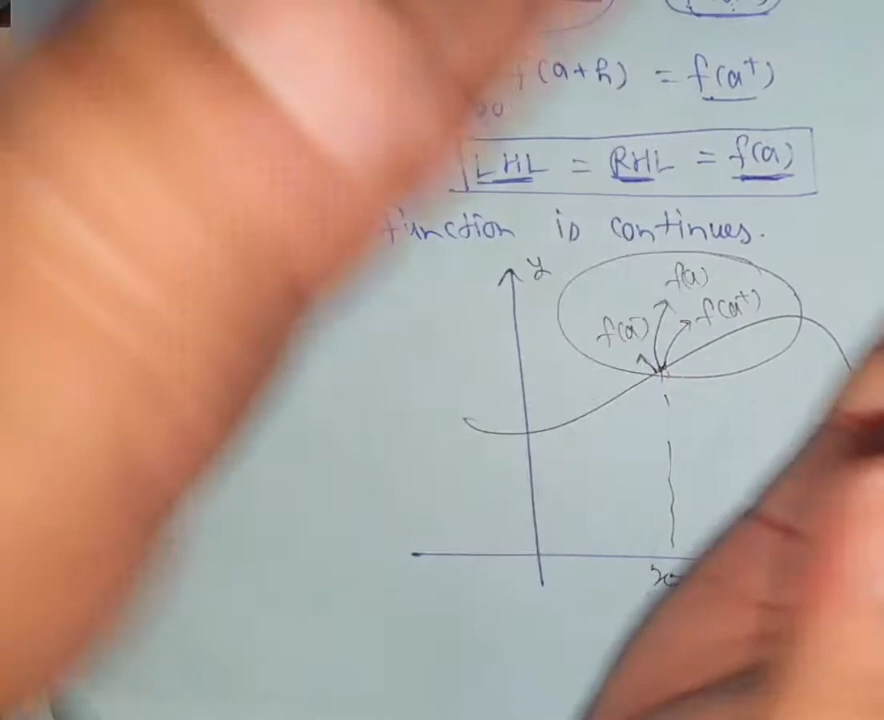 (a+h) = f(a⁺)
LHL = RHL = f(a)
function is continues.
y
f(a)
f(a⁻) f(a⁺)